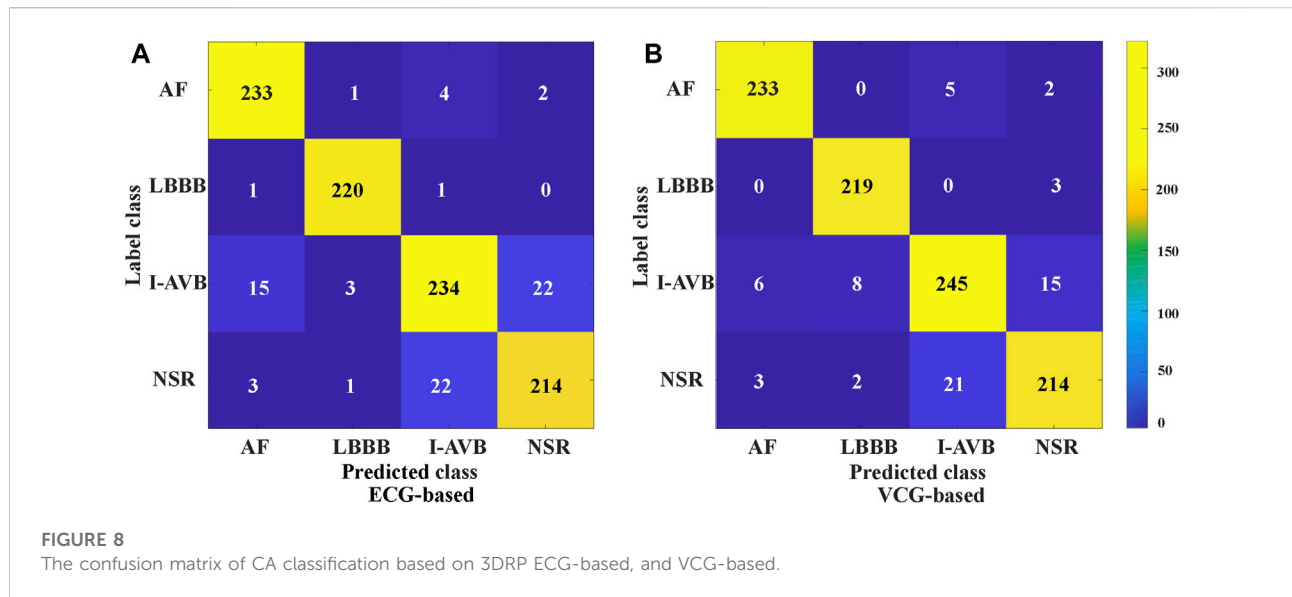 A
B
AF
233 1 4 2
LBBB
1 220 1 0
I-AVB
15 3 234 22
NSR
3 1 22 214
Label class
AF LBBB I-AVB NSR
Predicted class
ECG-based
AF
233 0 5 2
LBBB
0 219 0 3
I-AVB
6 8 245 15
NSR
3 2 21 214
Label class
AF LBBB I-AVB NSR
Predicted class
VCG-based
300
250
200
150
100
50
0
FIGURE 8
The confusion matrix of CA classification based on 3DRP ECG-based, and VCG-based.